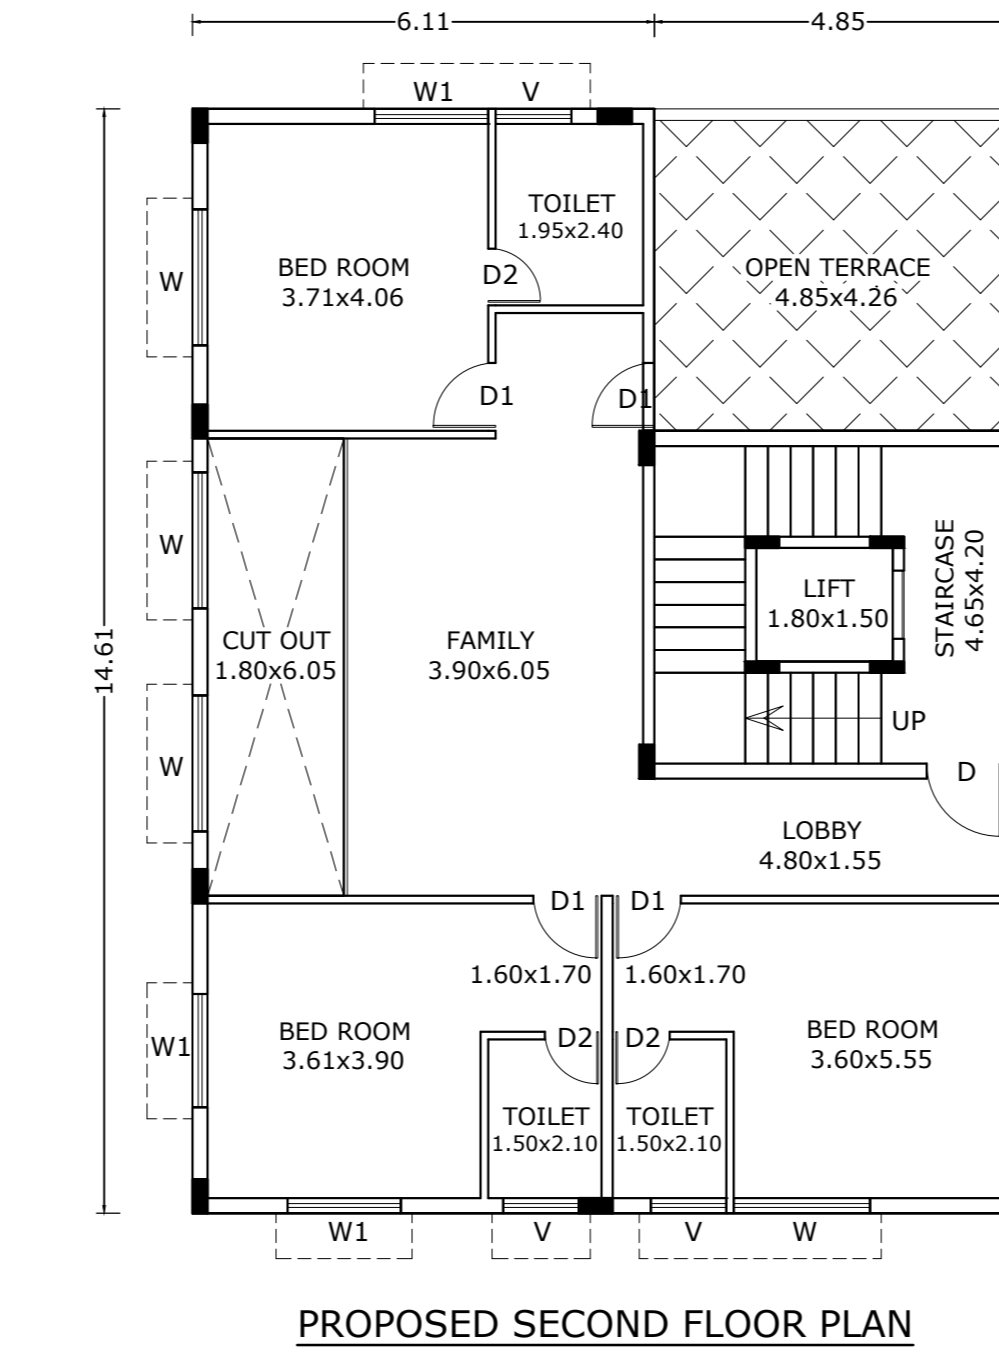 6.11
4.85
W1
V
TOILET
1.95x2.40
W
BED ROOM
3.71x4.06
D2
OPEN TERRACE
4.85x4.26
D1
D1
W
CUT OUT
1.80x6.05
FAMILY
3.90x6.05
LIFT
1.80x1.50
STAIRCASE
4.65x4.20
14.61
UP
W
D
LOBBY
4.80x1.55
D1
D1
1.60x1.70
1.60x1.70
W1
BED ROOM
3.61x3.90
D2
D2
BED ROOM
3.60x5.55
TOILET
1.50x2.10
TOILET
1.50x2.10
W1
V
V
W
PROPOSED SECOND FLOOR PLAN